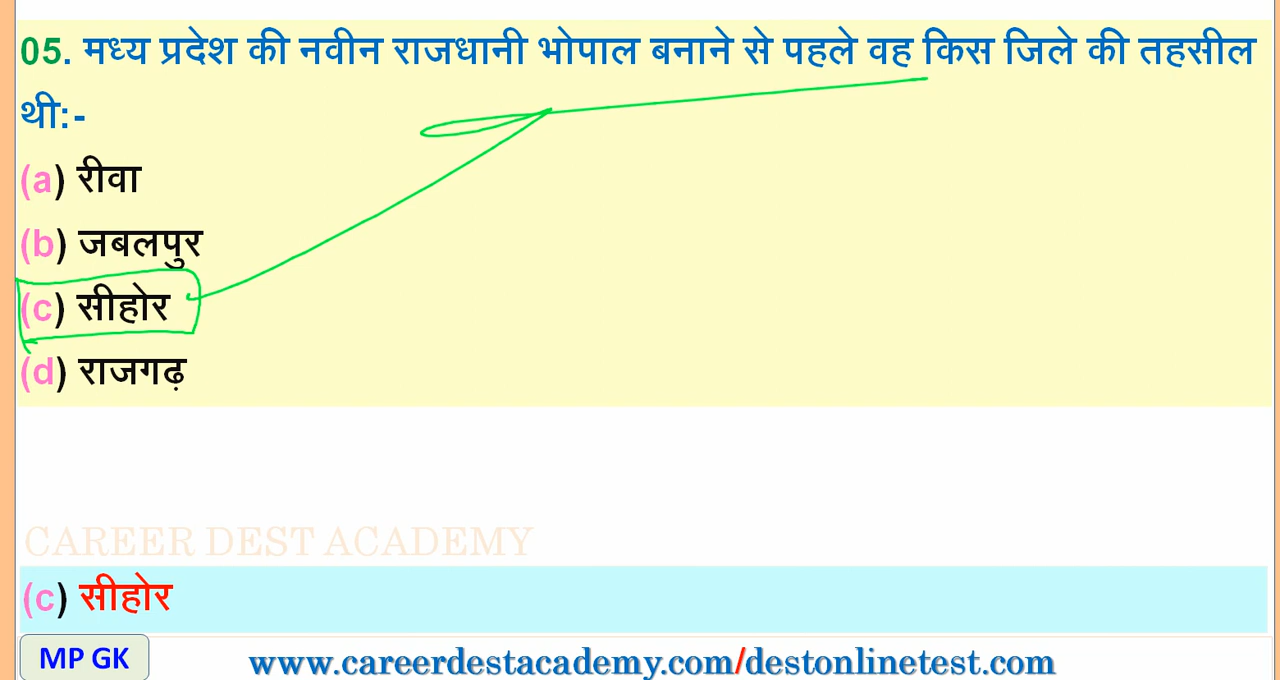 05. मध्य प्रदेश की नवीन राजधानी भोपाल बनाने से पहले वह किस जिले की तहसील
थी:-
(a) रीवा
(b) जबलपुर
(c) सीहोर
(d) राजगढ़
CAREER DEST ACADEMY
(c) सीहोर
MP GK
www.careerdestacademy.com/destonlinetest.com